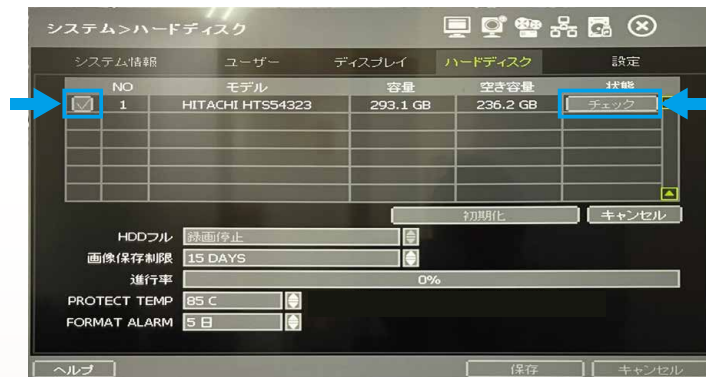 システム>ハードディスク
システム情報 ユーザー ディスプレイ ハードディスク 設定
NO モデル 容量 空き容量 状態
1 HITACHI HTS54323 293.1 GB 236.2 GB チェック
初期化 キャンセル
HDDフル 録画停止
画像保存制限 15 DAYS
進行率 0%
PROTECT TEMP 85 C
FORMAT ALARM 5 日
ヘルプ 保存 キャンセル